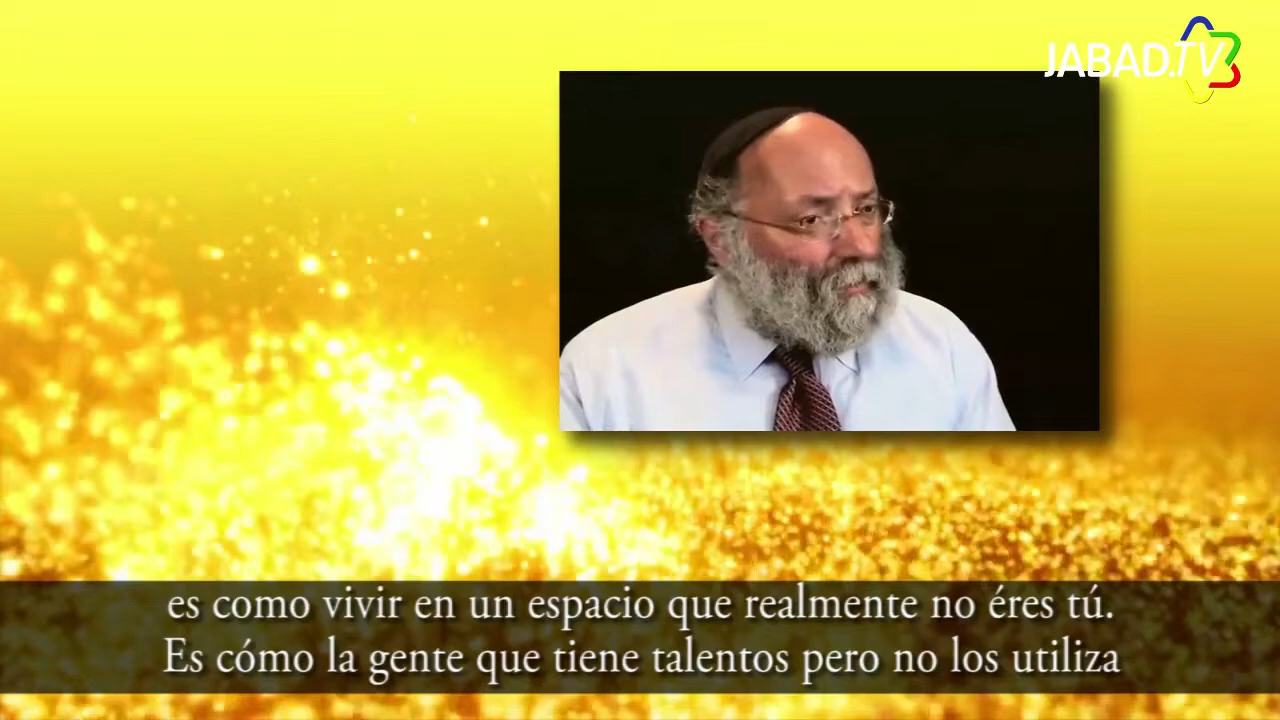 JABAD.TV
es como vivir en un espacio que realmente no éres tú.
Es cómo la gente que tiene talentos pero no los utiliza